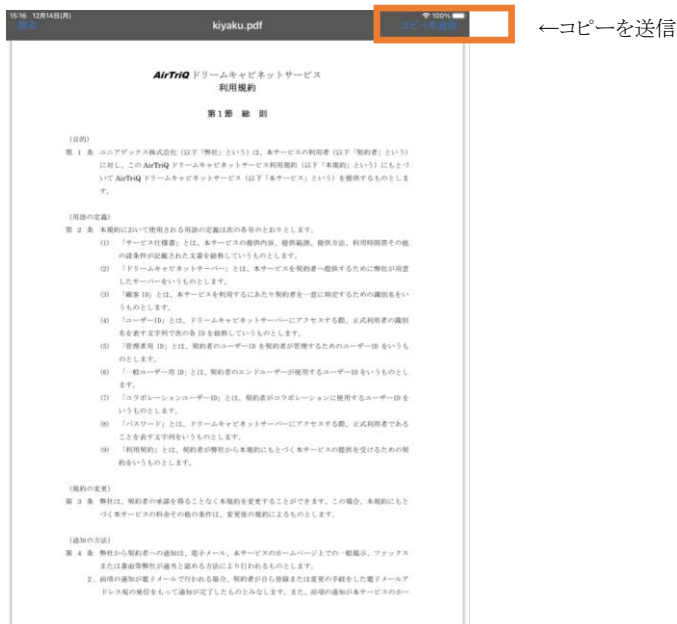 15:16 12月14日(月)
100%
戻る
kiyaku.pdf
コピーを送信
←コピーを送信
AirTriQ ドリームキャビネットサービス
利用規約
第1節 総 則
(目的)
第 1 条 ユニアデックス株式会社(以下「弊社」という)は、本サービスの利用者(以下「契約者」という)
に対し、この AirTriQ ドリームキャビネットサービス利用規約(以下「本規約」という)にもとづ
いて AirTriQ ドリームキャビネットサービス(以下「本サービス」という)を提供するものとしま
す。
(用語の定義)
第 2 条 本規約において使用される用語の定義は次の各号のとおりとします。
(1) 「サービス仕様書」とは、本サービスの提供内容、提供範囲、提供方法、利用時間帯その他
の諸条件が記載された文書を総称していうものとします。
(2) 「ドリームキャビネットサーバー」とは、本サービスを契約者へ提供するために弊社が用意
したサーバーをいうものとします。
(3) 「顧客 ID」とは、本サービスを利用するにあたり契約者を一意に特定するための識別名をい
うものとします。
(4) 「ユーザーID」とは、ドリームキャビネットサーバーにアクセスする際、正式利用者の識別
名を表す文字列で次の各 ID を総称していうものとします。
(5) 「管理者用 ID」とは、契約者のユーザーID を契約者が管理するためのユーザーID をいうも
のとします。
(6) 「一般ユーザー用 ID」とは、契約者のエンドユーザーが使用するユーザーID をいうものとし
ます。
(7) 「コラボレーションユーザーID」とは、契約者がコラボレーションに使用するユーザーID を
いうものとします。
(8) 「パスワード」とは、ドリームキャビネットサーバーにアクセスする際、正式利用者である
ことを表す文字列をいうものとします。
(9) 「利用契約」とは、契約者が弊社から本規約にもとづく本サービスの提供を受けるための契
約をいうものとします。
(規約の変更)
第 3 条 弊社は、契約者の承諾を得ることなく本規約を変更することができます。この場合、本規約にもと
づく本サービスの料金その他の条件は、変更後の規約によるものとします。
(通知の方法)
第 4 条 弊社から契約者への通知は、電子メール、本サービスのホームページ上での一般掲示、ファックス
または書面等弊社が適当と認める方法により行われるものとします。
2. 前項の通知が電子メールで行われる場合、契約者が自ら登録または変更の手続をした電子メールア
ドレス宛の発信をもって通知が完了したものとみなします。また、前項の通知が本サービスのホー